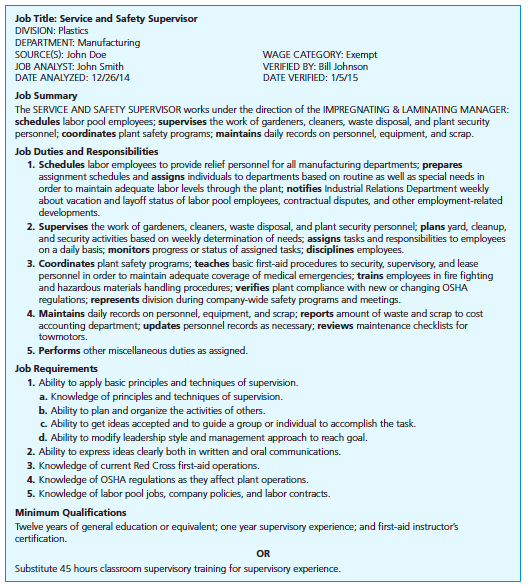 Job Title: Service and Safety Supervisor
DIVISION: Plastics
DEPARTMENT: Manufacturing
SOURCE(S): John Doe WAGE CATEGORY: Exempt
JOB ANALYST: John Smith VERIFIED BY: Bill Johnson
DATE ANALYZED: 12/26/14 DATE VERIFIED: 1/5/15
Job Summary
The SERVICE AND SAFETY SUPERVISOR works under the direction of the IMPREGNATING & LAMINATING MANAGER:
schedules labor pool employees; supervises the work of gardeners, cleaners, waste disposal, and plant security
personnel; coordinates plant safety programs; maintains daily records on personnel, equipment, and scrap.
Job Duties and Responsibilities
1. Schedules labor employees to provide relief personnel for all manufacturing departments; prepares
assignment schedules and assigns individuals to departments based on routine as well as special needs in
order to maintain adequate labor levels through the plant; notifies Industrial Relations Department weekly
about vacation and layoff status of labor pool employees, contractual disputes, and other employment-related
developments.
2. Supervises the work of gardeners, cleaners, waste disposal, and plant security personnel; plans yard, cleanup,
and security activities based on weekly determination of needs; assigns tasks and responsibilities to employees
on a daily basis; monitors progress or status of assigned tasks; disciplines employees.
3. Coordinates plant safety programs; teaches basic first-aid procedures to security, supervisory, and lease
personnel in order to maintain adequate coverage of medical emergencies; trains employees in fire fighting
and hazardous materials handling procedures; verifies plant compliance with new or changing OSHA
regulations; represents division during company-wide safety programs and meetings.
4. Maintains daily records on personnel, equipment, and scrap; reports amount of waste and scrap to cost
accounting department; updates personnel records as necessary; reviews maintenance checklists for
towmotors.
5. Performs other miscellaneous duties as assigned.
Job Requirements
1. Ability to apply basic principles and techniques of supervision.
a. Knowledge of principles and techniques of supervision.
b. Ability to plan and organize the activities of others.
c. Ability to get ideas accepted and to guide a group or individual to accomplish the task.
d. Ability to modify leadership style and management approach to reach goal.
2. Ability to express ideas clearly both in written and oral communications.
3. Knowledge of current Red Cross first-aid operations.
4. Knowledge of OSHA regulations as they affect plant operations.
5. Knowledge of labor pool jobs, company policies, and labor contracts.
Minimum Qualifications
Twelve years of general education or equivalent; one year supervisory experience; and first-aid instructor's
certification.
OR
Substitute 45 hours classroom supervisory training for supervisory experience.